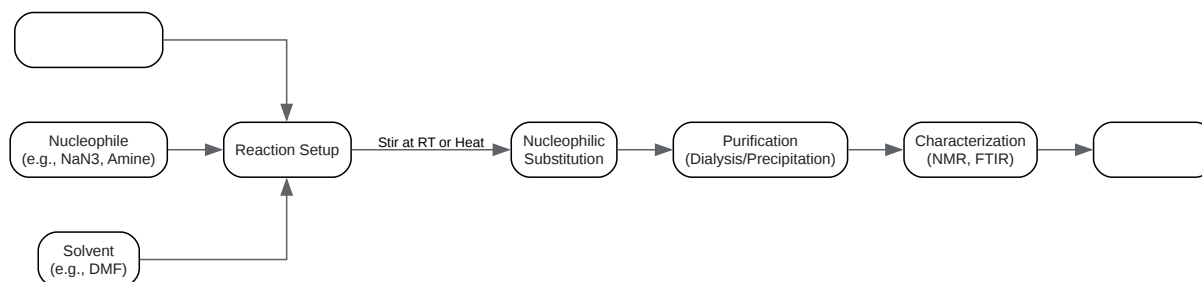 Nucleophile
(e.g., NaN3, Amine)
Reaction Setup
Stir at RT or Heat
Nucleophilic
Substitution
Purification
(Dialysis/Precipitation)
Characterization
(NMR, FTIR)
Solvent
(e.g., DMF)